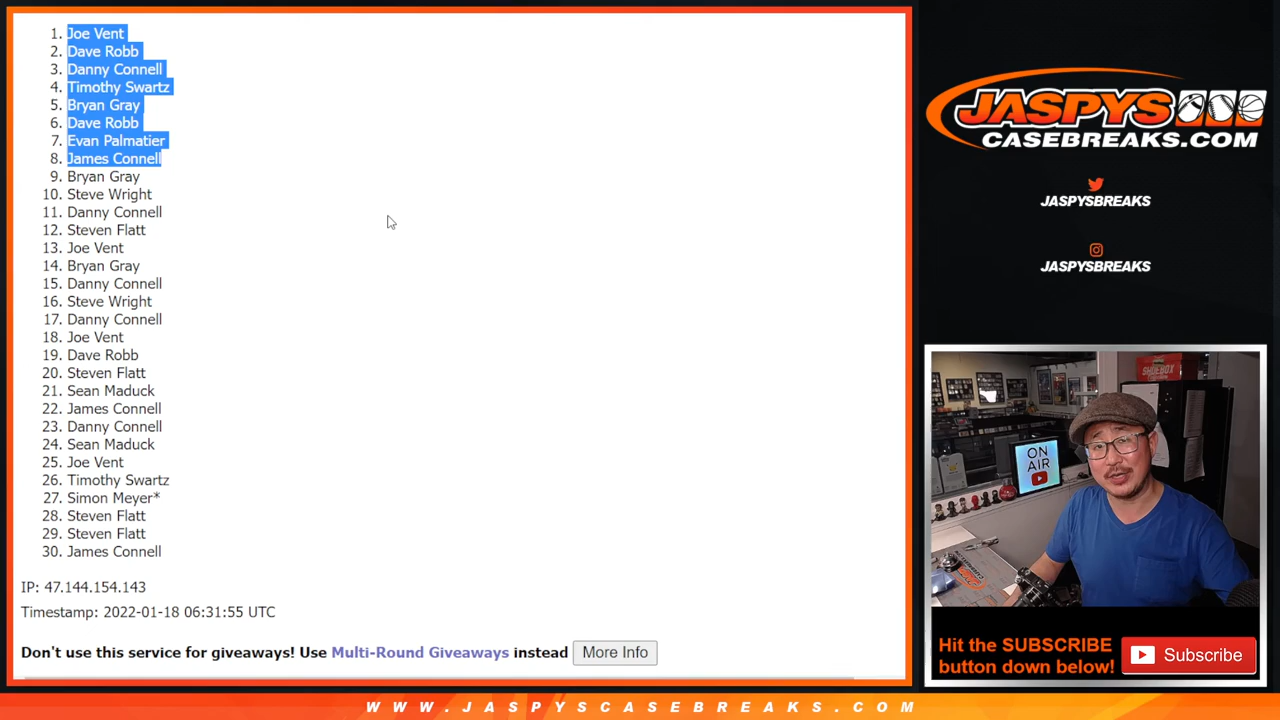 1. Joe Vent
2. Dave Robb
3. Danny Connell
4. Timothy Swartz
5. Bryan Gray
6. Dave Robb
7. Evan Palmatier
8. James Connell
9. Bryan Gray
10. Steve Wright
11. Danny Connell
12. Steven Flatt
13. Joe Vent
14. Bryan Gray
15. Danny Connell
16. Steve Wright
17. Danny Connell
18. Joe Vent
19. Dave Robb
20. Steven Flatt
21. Sean Maduck
22. James Connell
23. Danny Connell
24. Sean Maduck
25. Joe Vent
26. Timothy Swartz
27. Simon Meyer*
28. Steven Flatt
29. Steven Flatt
30. James Connell
IP: 47.144.154.143
Timestamp: 2022-01-18 06:31:55 UTC
Don't use this service for giveaways! Use Multi-Round Giveaways instead More Info
JASPYS
CASEBREAKS.COM
JASPYSBREAKS
JASPYSBREAKS
SHOEBOX
ON
AIR
Hit the SUBSCRIBE
button down below!
Subscribe
WWW.JASPYSCASEBREAKS.COM